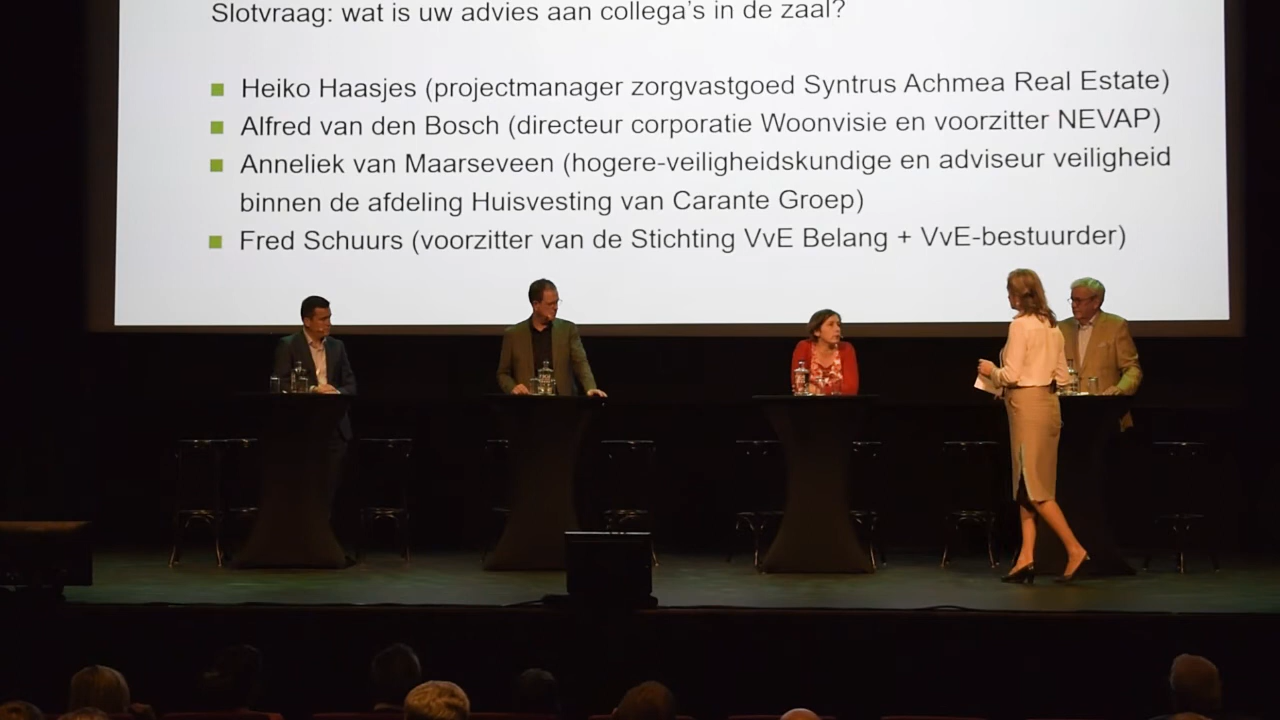 Slotvraag: wat is uw advies aan collega's in de zaal?
Heiko Haasjes (projectmanager zorgvastgoed Syntrus Achmea Real Estate)
Alfred van den Bosch (directeur corporatie Woonvisie en voorzitter NEVAP)
Anneliek van Maarseveen (hogere-veiligheidskundige en adviseur veiligheid
binnen de afdeling Huisvesting van Carante Groep)
Fred Schuurs (voorzitter van de Stichting VvE Belang + VvE-bestuurder)